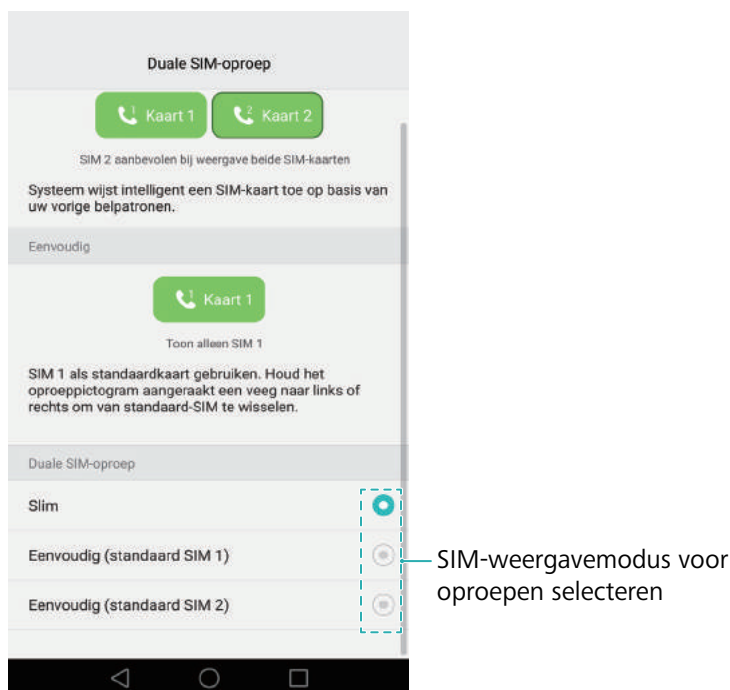 Duale SIM-oproep
1 Kaart 1
2 Kaart 2
SIM 2 aanbevolen bij weergave beide SIM-kaarten
Systeem wijst intelligent een SIM-kaart toe op basis van
uw vorige belpatronen.
Eenvoudig
1 Kaart 1
Toon alleen SIM 1
SIM 1 als standaardkaart gebruiken. Houd het
oproeppictogram aangeraakt een veeg naar links of
rechts om van standaard-SIM te wisselen.
Duale SIM-oproep
Slim
Eenvoudig (standaard SIM 1)
Eenvoudig (standaard SIM 2)
SIM-weergavemodus voor
oproepen selecteren